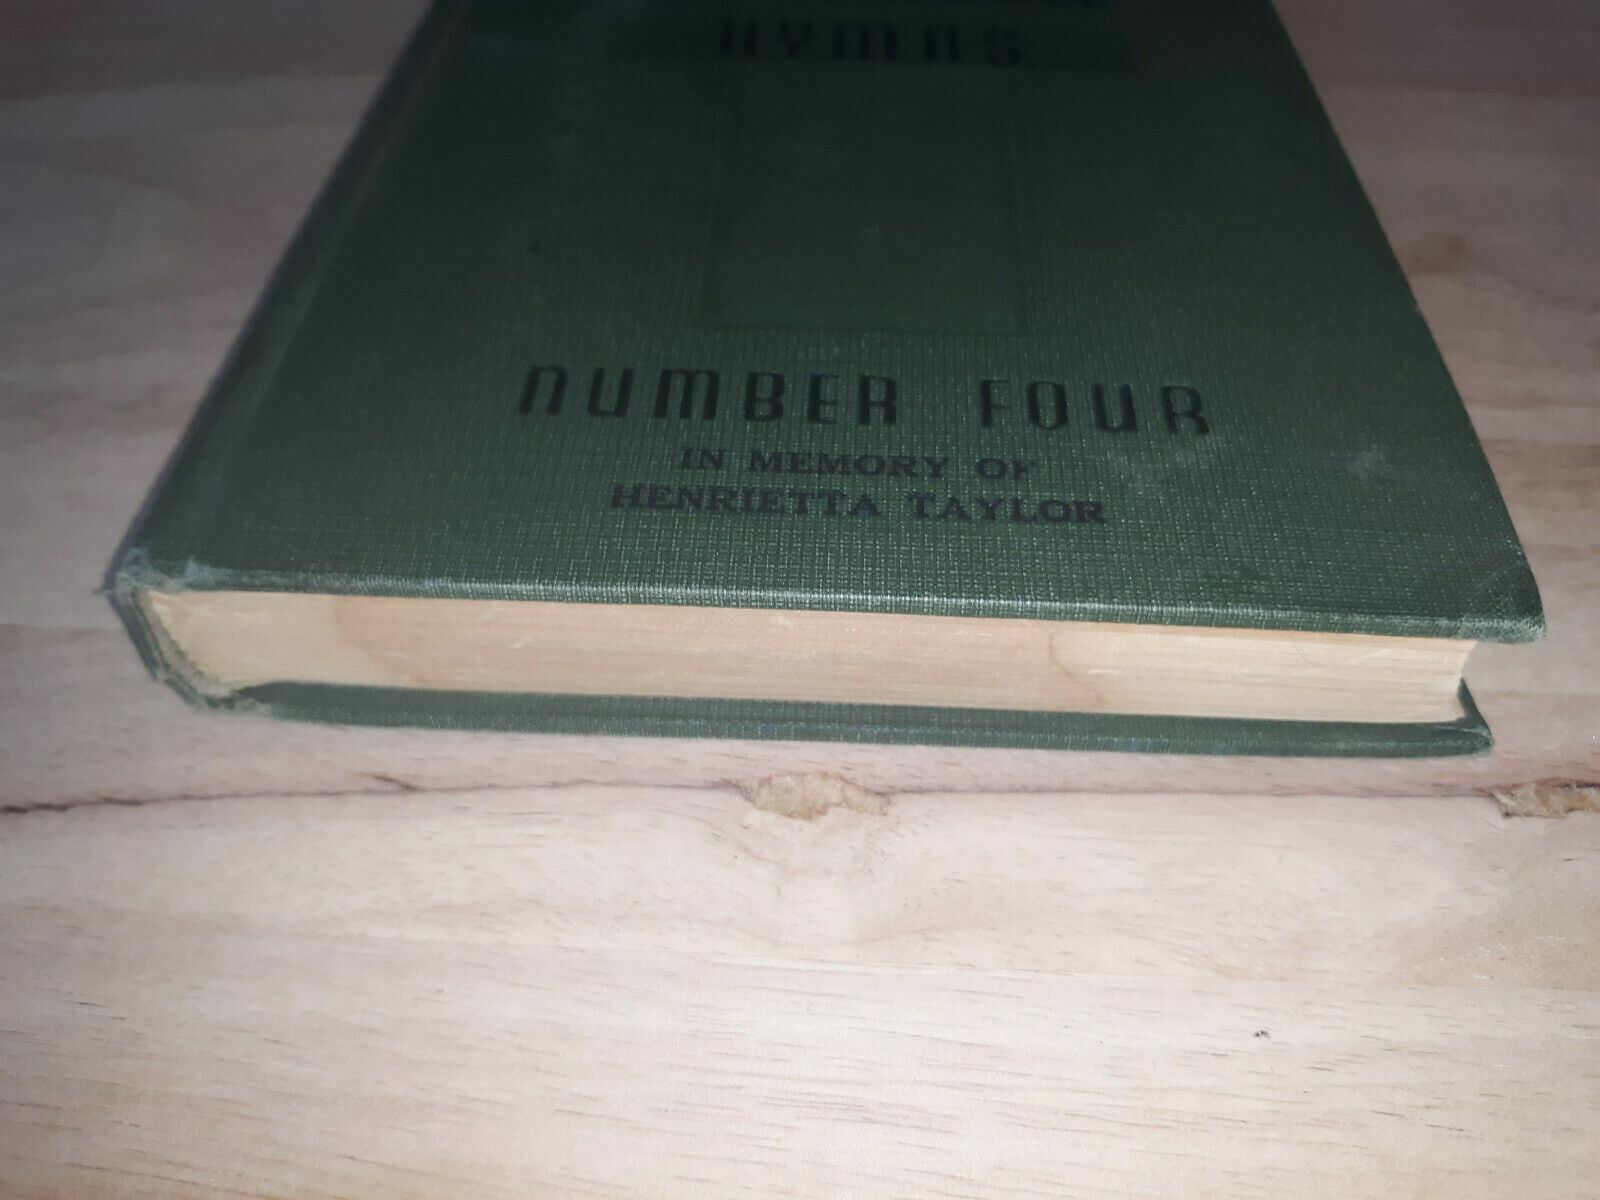 HYMNS
NUMBER FOUR
IN MEMORY OF
HENRIETTA TAYLOR